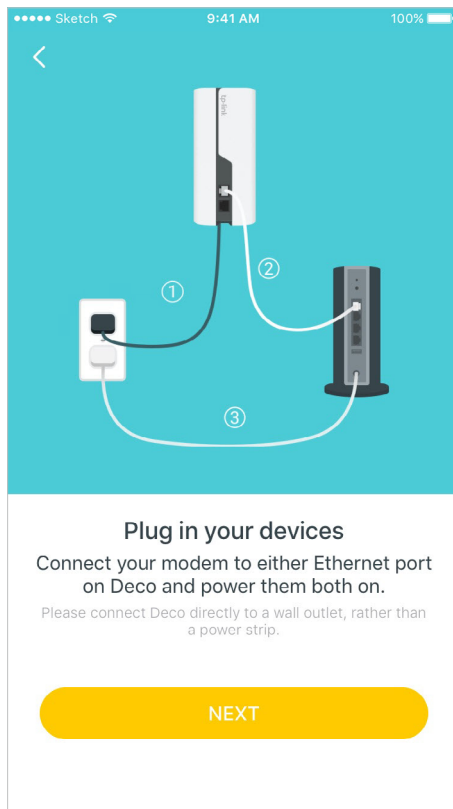 ●●●●● Sketch
9:41 AM
100%
tp-link
①
②
③
Plug in your devices
Connect your modem to either Ethernet port
on Deco and power them both on.
Please connect Deco directly to a wall outlet, rather than
a power strip.
NEXT